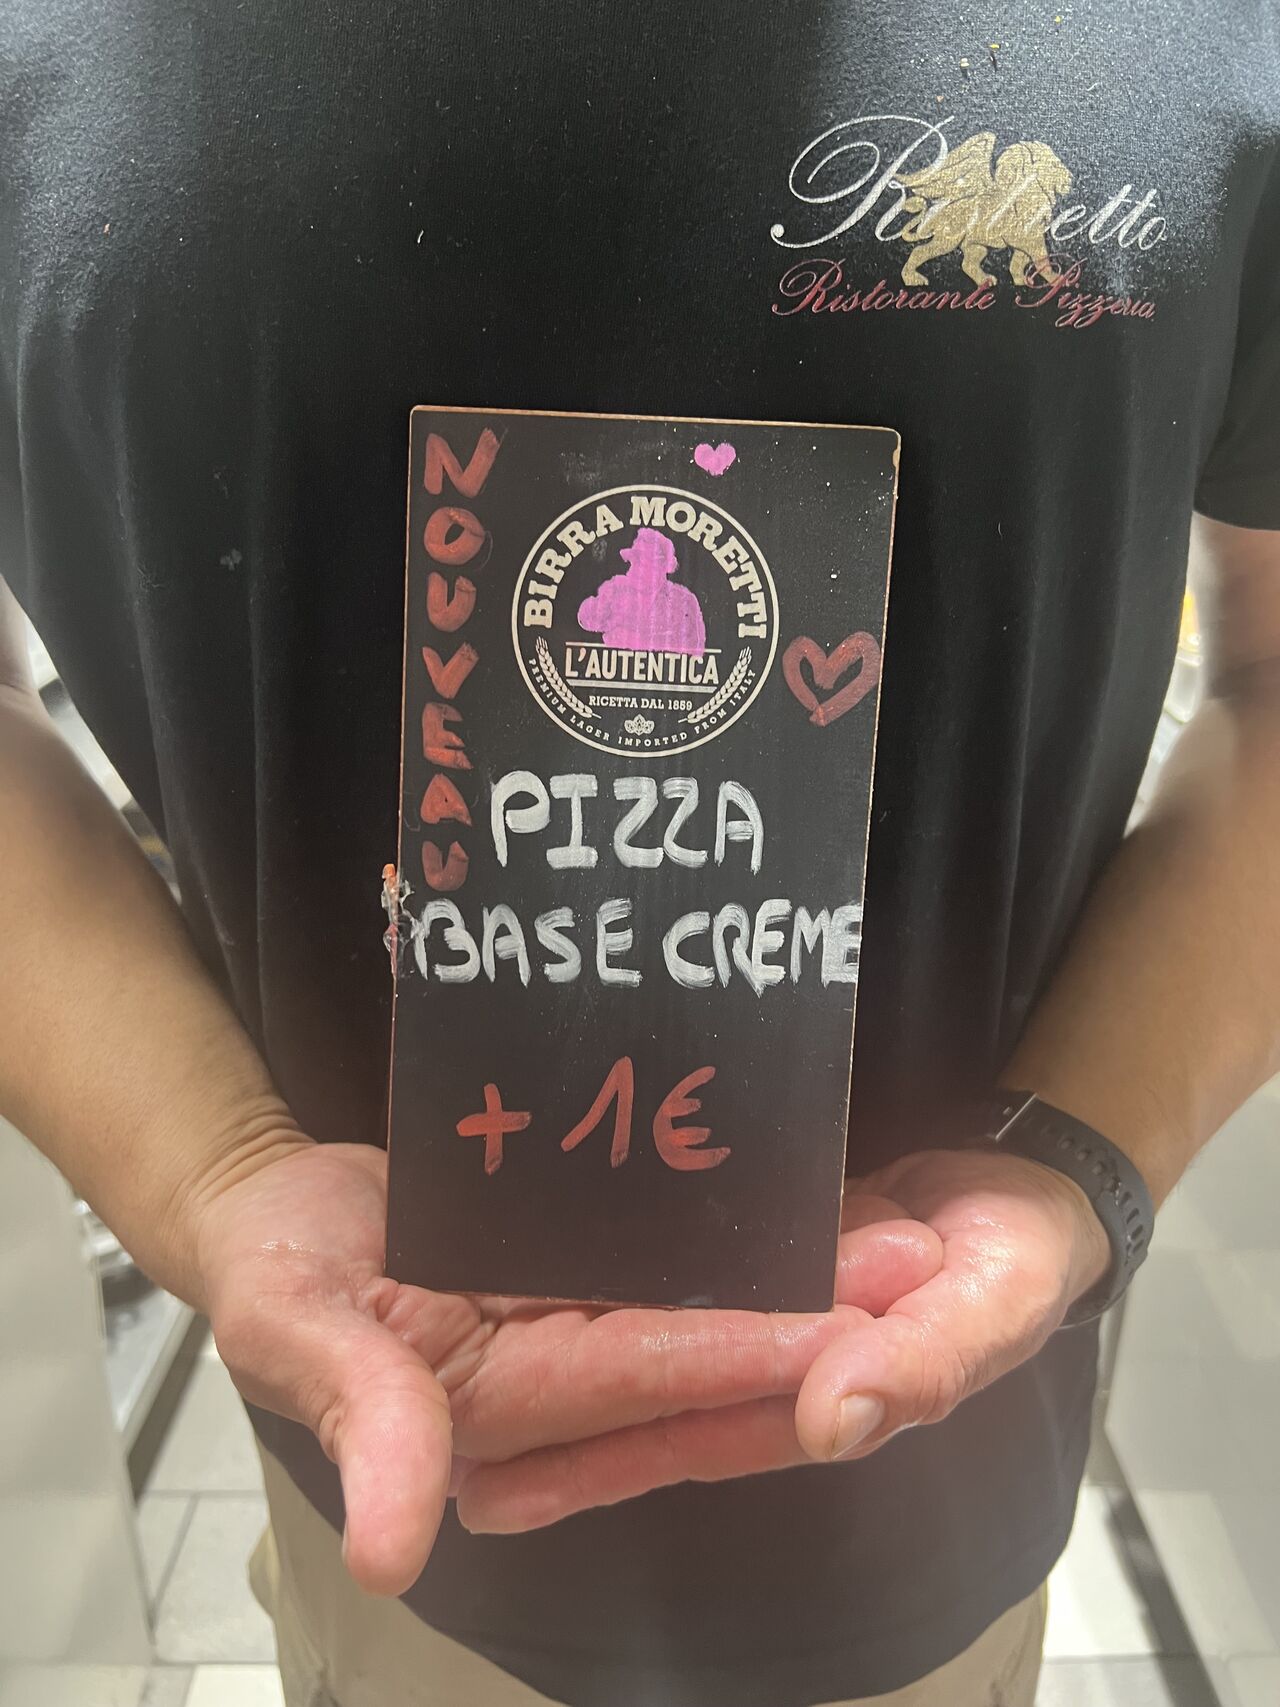 Ristorante Pizzeria
NOUVEAU
BIRRA MORETTI
L'AUTENTICA
RICETTA DAL 1859
PREMIUM LAGER IMPORTED FROM ITALY
PIZZA
BASE CREME
+ 1€